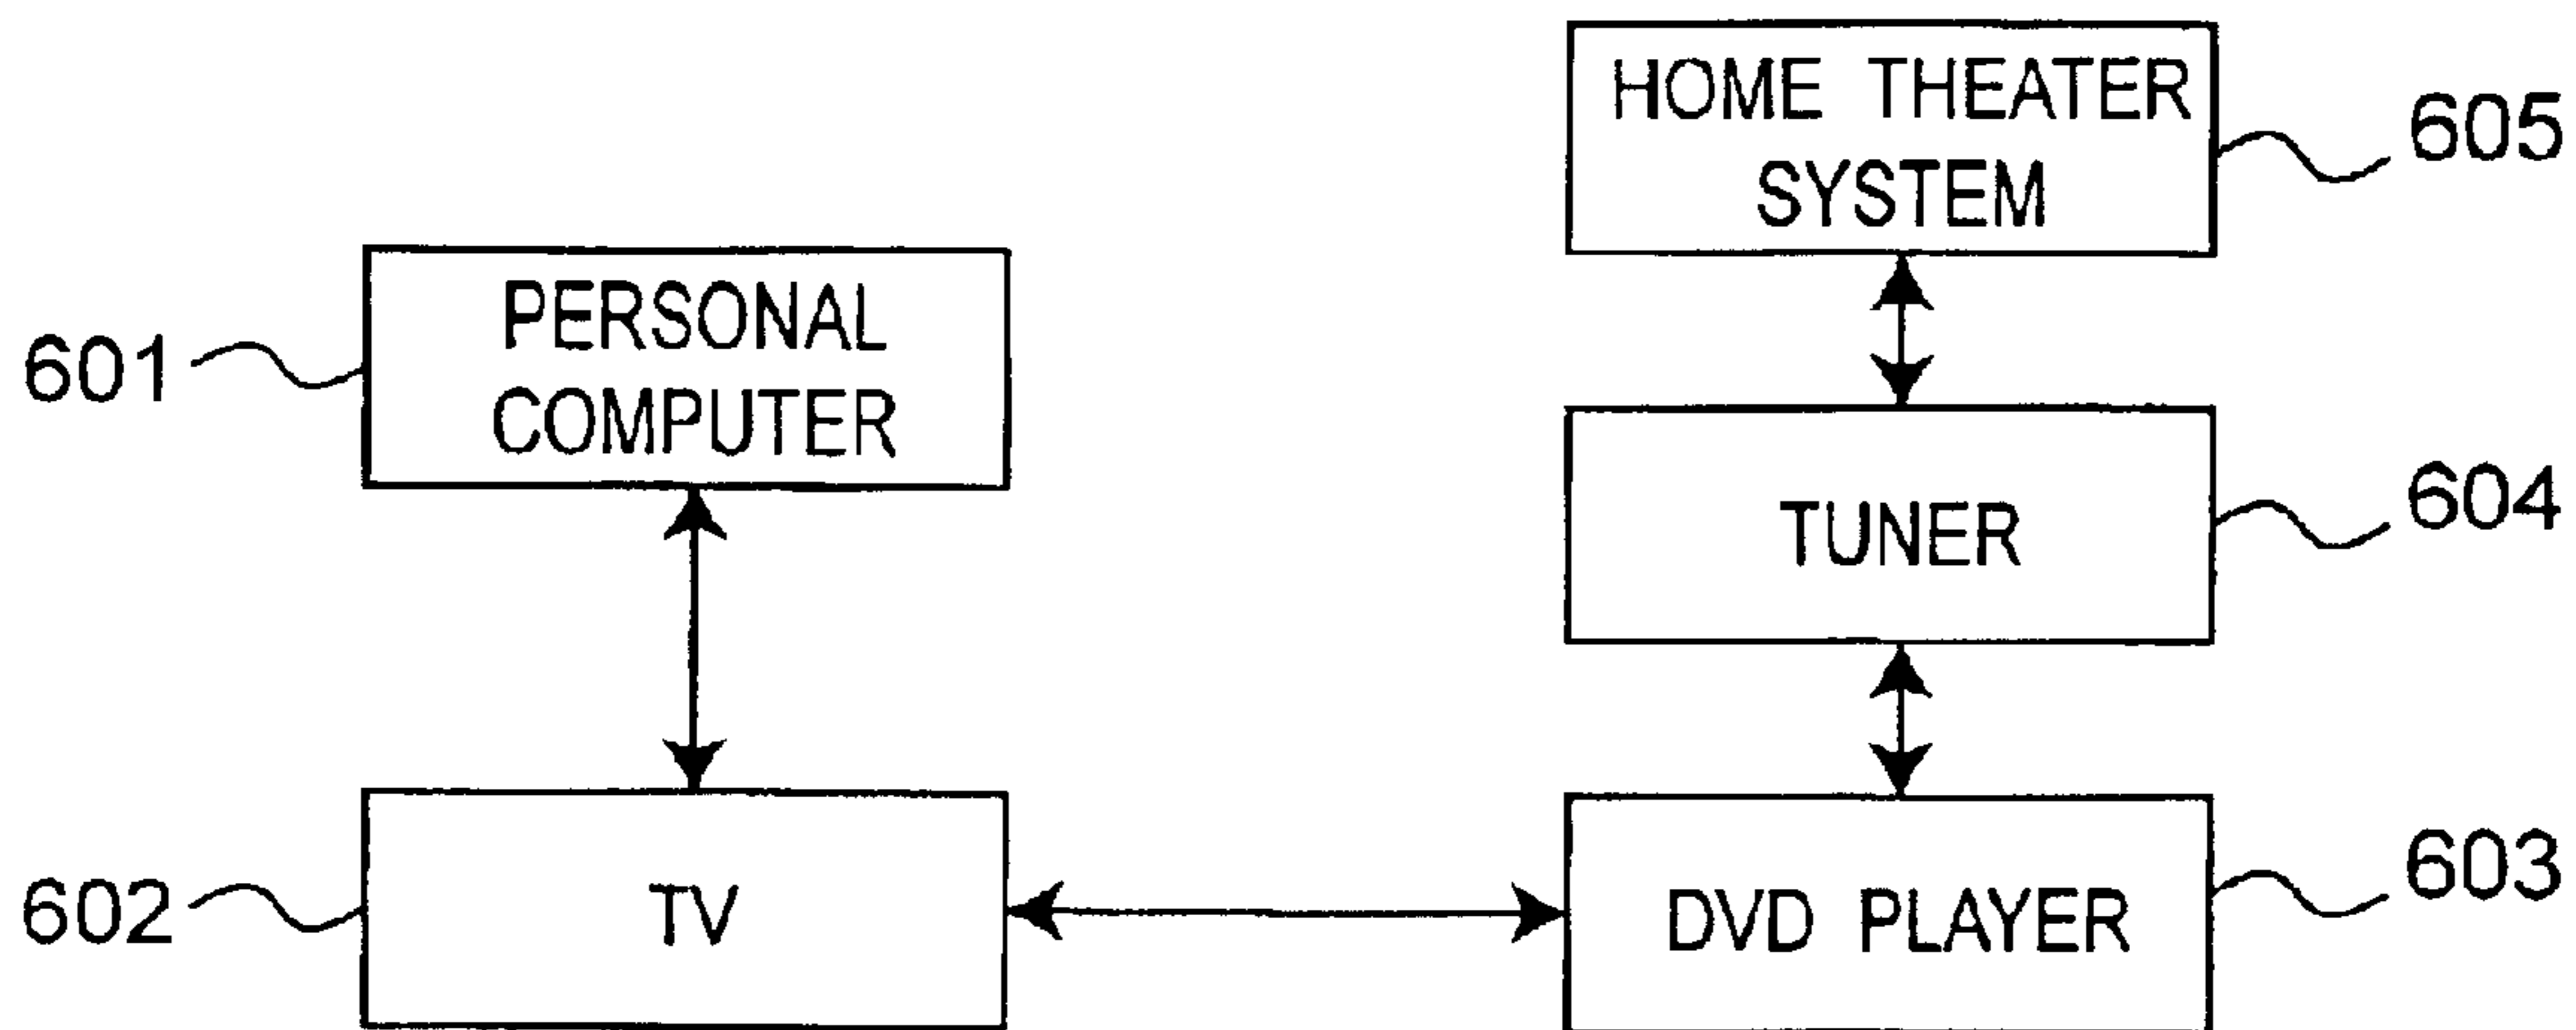 HOME THEATER
SYSTEM
605
PERSONAL
COMPUTER
601
TUNER
604
TV
602
DVD PLAYER
603